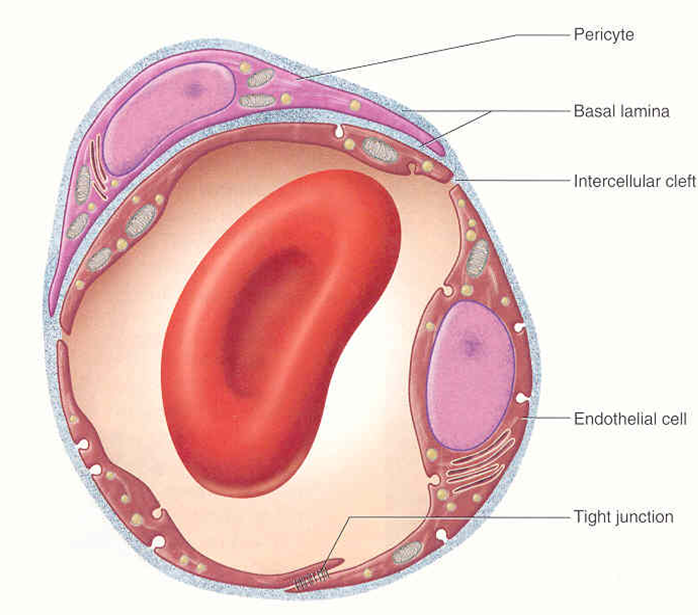 Pericyte
Basal lamina
Intercellular cleft
Endothelial cell
Tight junction